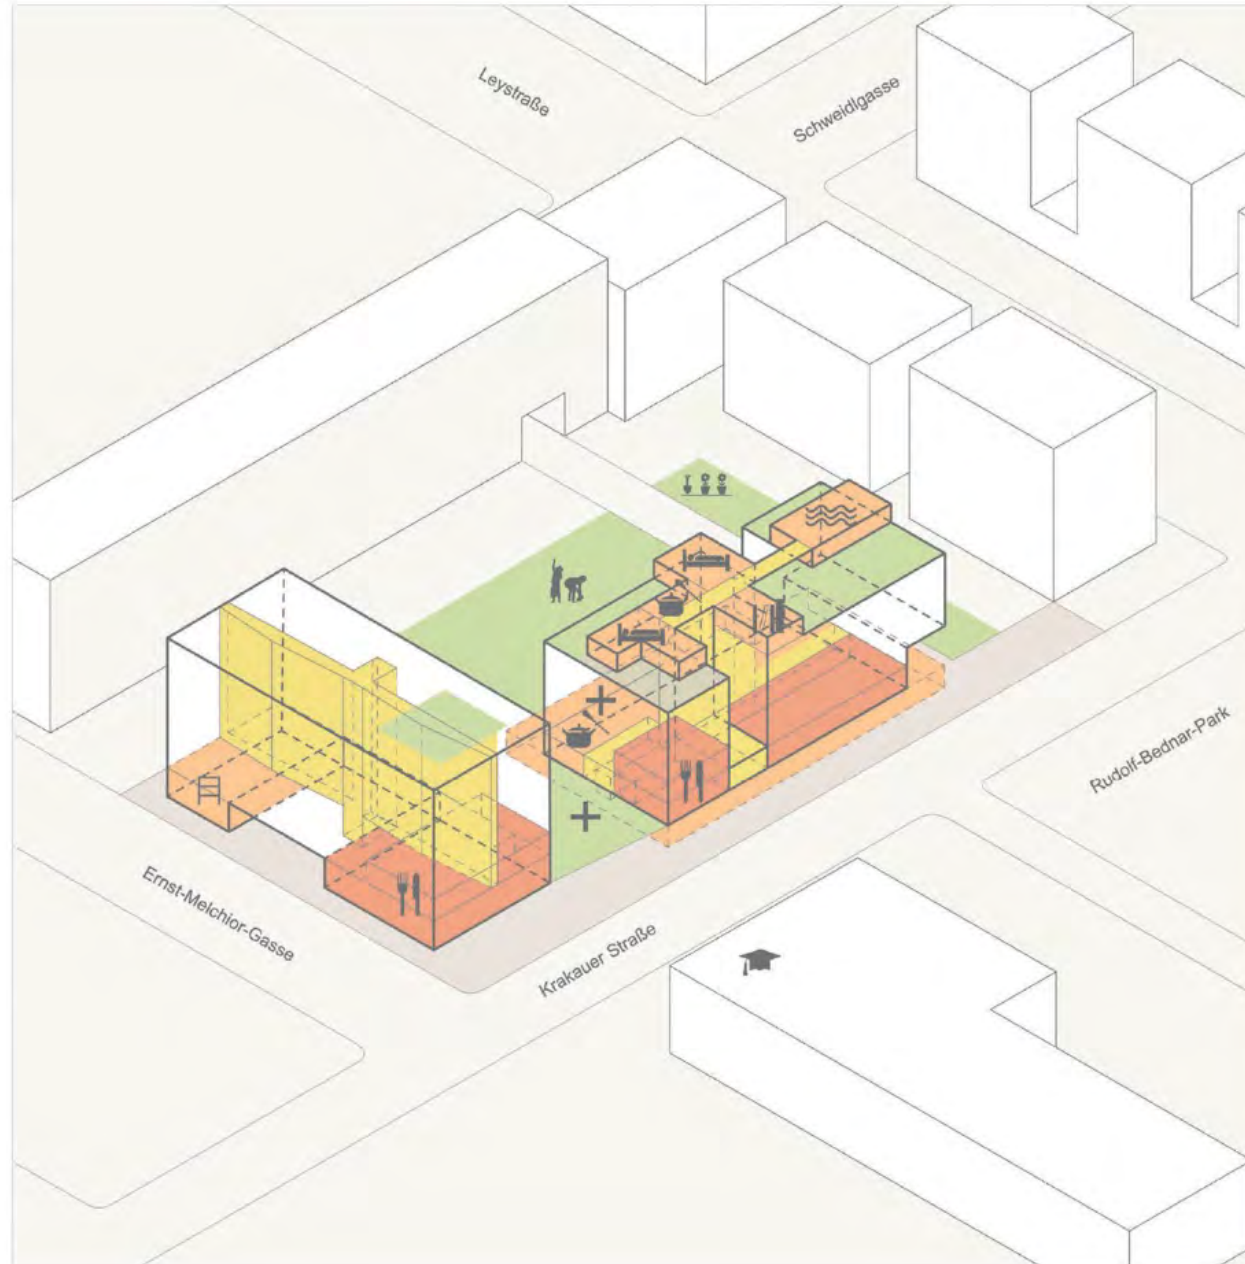 Leystraße
Schweidlgasse
Rudolf-Bednar-Park
Ernst-Melchior-Gasse
Krakauer Straße